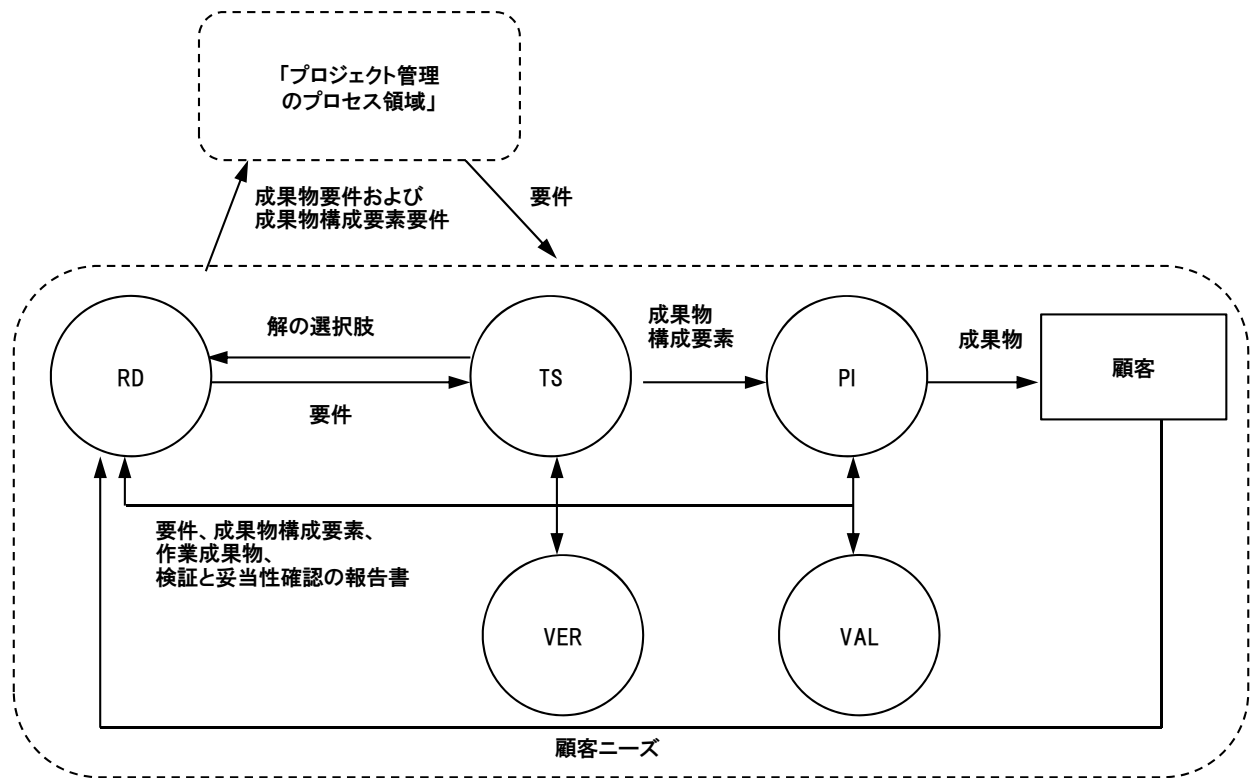 「プロジェクト管理
のプロセス領域」
成果物要件および
成果物構成要素要件
要件
解の選択肢
成果物
構成要素
成果物
RD
TS
PI
顧客
要件
要件、成果物構成要素、
作業成果物、
検証と妥当性確認の報告書
VER
VAL
顧客ニーズ